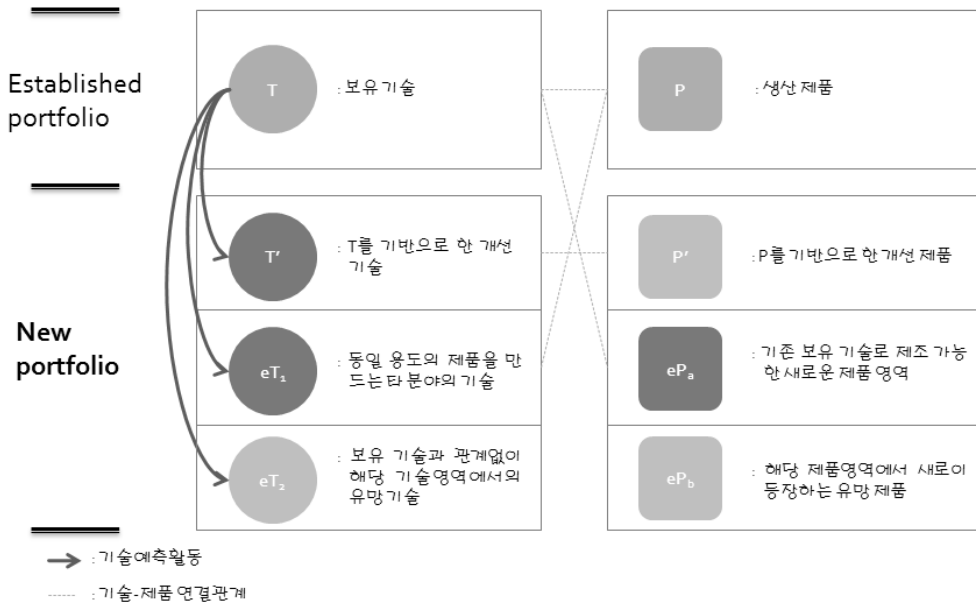 Established
portfolio
T
: 보유기술
P
: 생산 제품
New
portfolio
T′
: T를 기반으로 한 개선
기술
P′
: P를 기반으로 한 개선 제품
eT₁
: 동일 용도의 제품을 만
드는타분야의 기술
ePₐ
: 기존 보유 기술로 제조 가능
한 새로운 제품 영역
eT₂
: 보유 기술과 관계없이
해당 기술영역에서의
유망기술
eP_b
: 해당 제품영역에서 새로이
등장하는 유망 제품
: 기술예측활동
: 기술-제품 연결관계